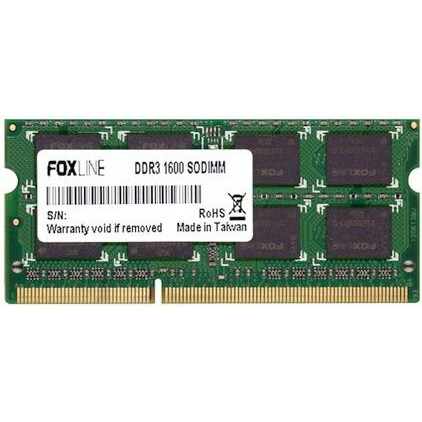 FOXLINE
DDR3 1600 SODIMM
S/N:
RoHS
Warranty void if removed
Made in Taiwan